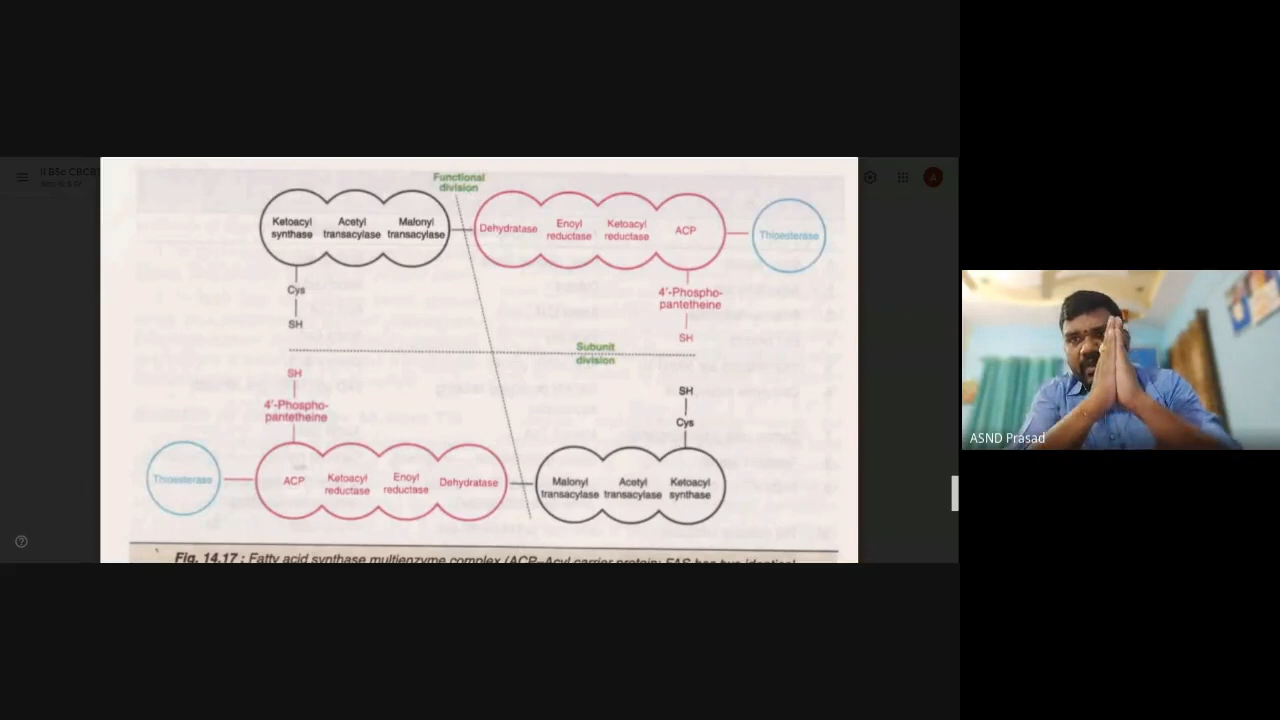 II BSc CBCB
Functional
division
Ketoacyl
synthase
Acetyl
transacylase
Malonyl
transacylase
Dehydratase
Enoyl
reductase
Ketoacyl
reductase
ACP
Thioesterase
Cys
SH
4'-Phospho-
pantetheine
SH
Subunit
division
SH
4'-Phospho-
pantetheine
SH
Cys
Thioesterase
ACP
Ketoacyl
reductase
Enoyl
reductase
Dehydratase
Malonyl
transacylase
Acetyl
transacylase
Ketoacyl
synthase
Fig. 14.17 : Fatty acid synthase multienzyme complex (ACP–Acyl carrier protein; FAS has two identical
A
ASND Prasad